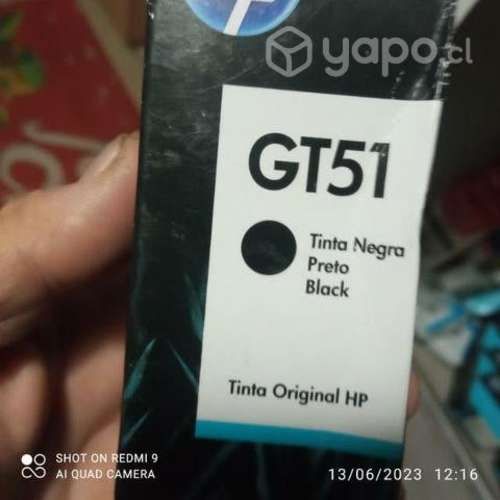 yapo.cl
GT51
Tinta Negra
Preto
Black
Tinta Original HP
SHOT ON REDMI 9
AI QUAD CAMERA
13/06/2023 12:16